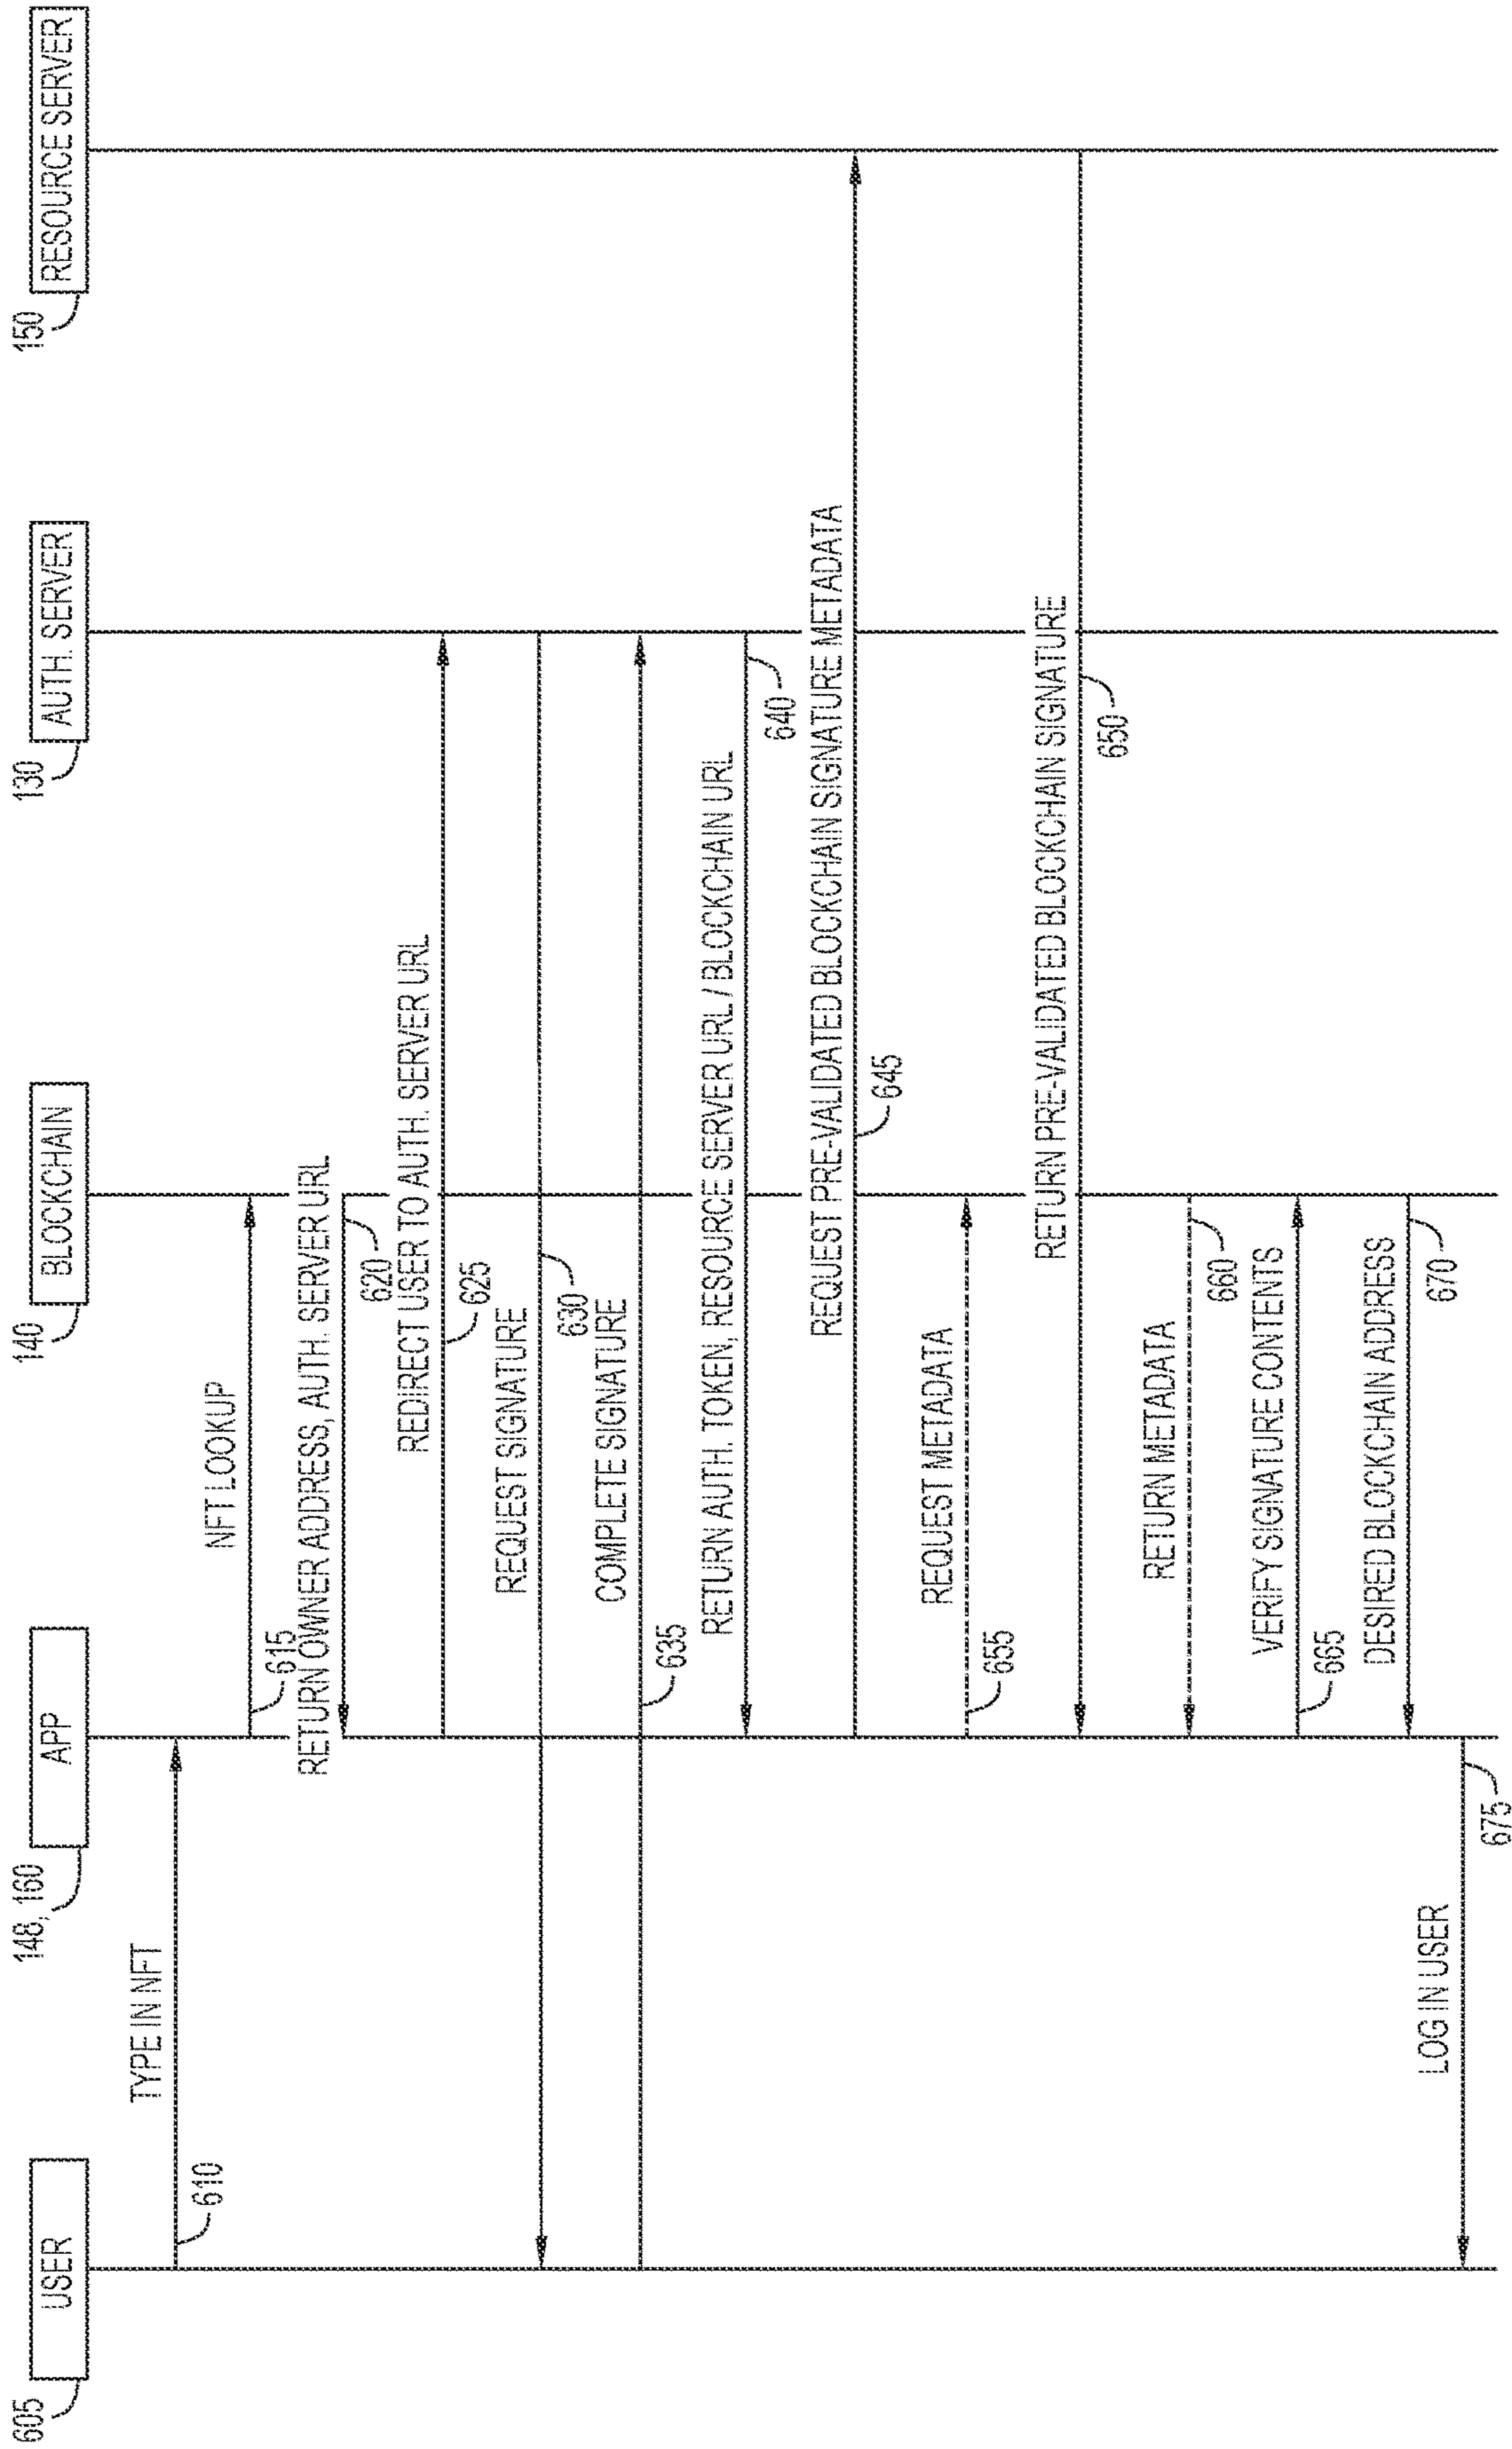 605
USER
148, 160
APP
140
BLOCKCHAIN
130
AUTH. SERVER
150
RESOURCE SERVER
TYPE IN NFT
610
NFT LOOKUP
615
RETURN OWNER ADDRESS, AUTH. SERVER URL
620
REDIRECT USER TO AUTH. SERVER URL
625
REQUEST SIGNATURE
630
COMPLETE SIGNATURE
635
RETURN AUTH. TOKEN, RESOURCE SERVER URL / BLOCKCHAIN URL
640
REQUEST PRE-VALIDATED BLOCKCHAIN SIGNATURE METADATA
645
REQUEST METADATA
655
RETURN PRE-VALIDATED BLOCKCHAIN SIGNATURE
650
RETURN METADATA
660
VERIFY SIGNATURE CONTENTS
665
DESIRED BLOCKCHAIN ADDRESS
670
LOG IN USER
675